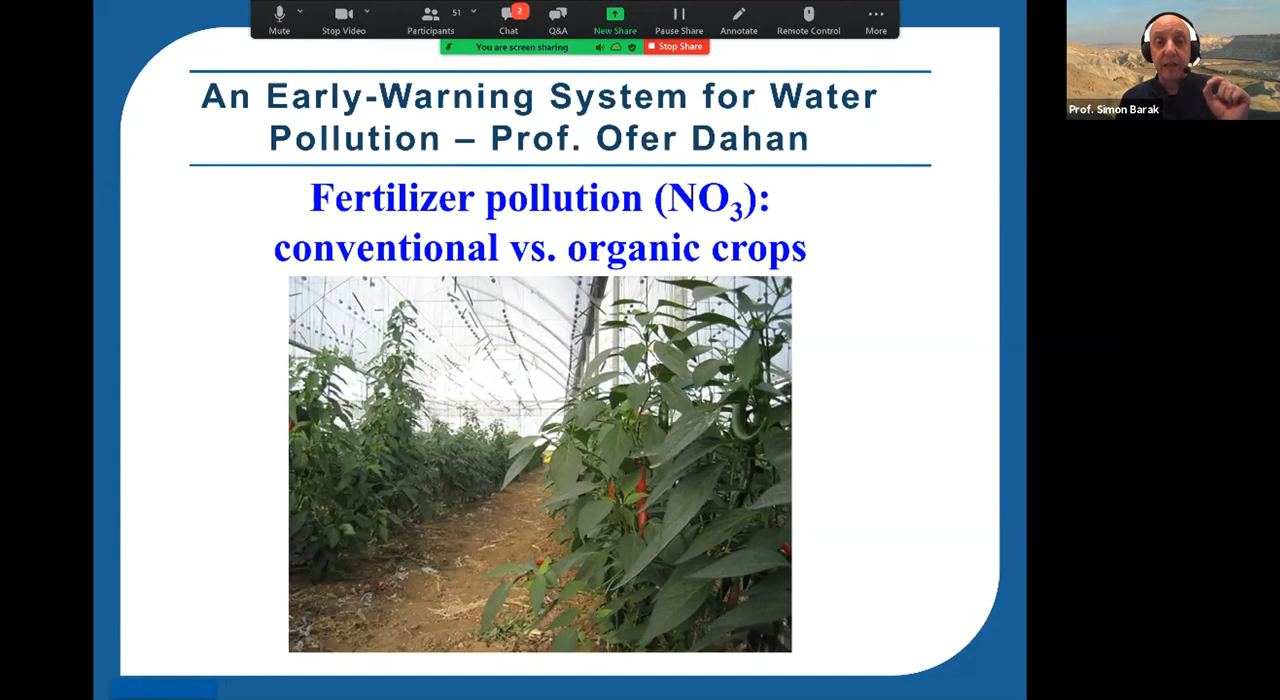 51
2
Mute
Stop Video
Participants
Chat
Q&A
New Share
Pause Share
Annotate
Remote Control
More
You are screen sharing
Stop Share
An Early-Warning System for Water
Pollution – Prof. Ofer Dahan
Fertilizer pollution (NO₃):
conventional vs. organic crops
Prof. Simon Barak